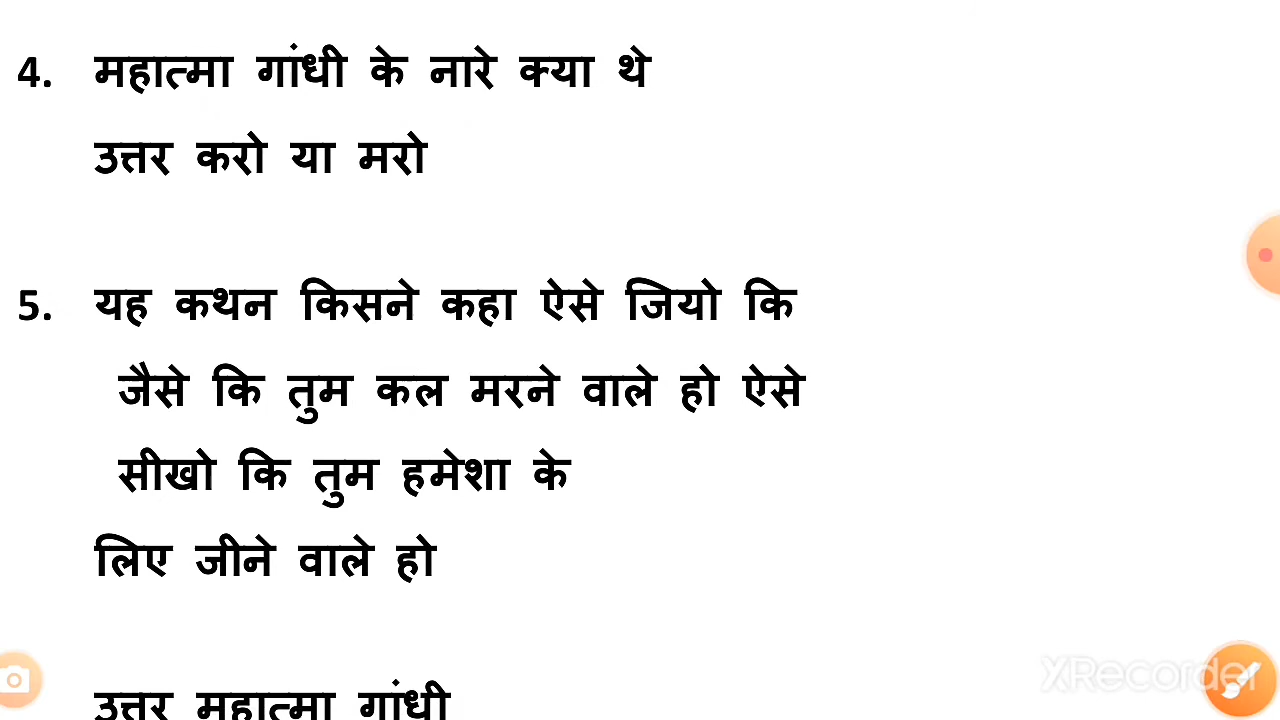 4. महात्मा गांधी के नारे क्या थे
उत्तर करो या मरो
5. यह कथन किसने कहा ऐसे जियो कि
जैसे कि तुम कल मरने वाले हो ऐसे
सीखो कि तुम हमेशा के
लिए जीने वाले हो
XRecorder
उत्तर महात्मा गांधी